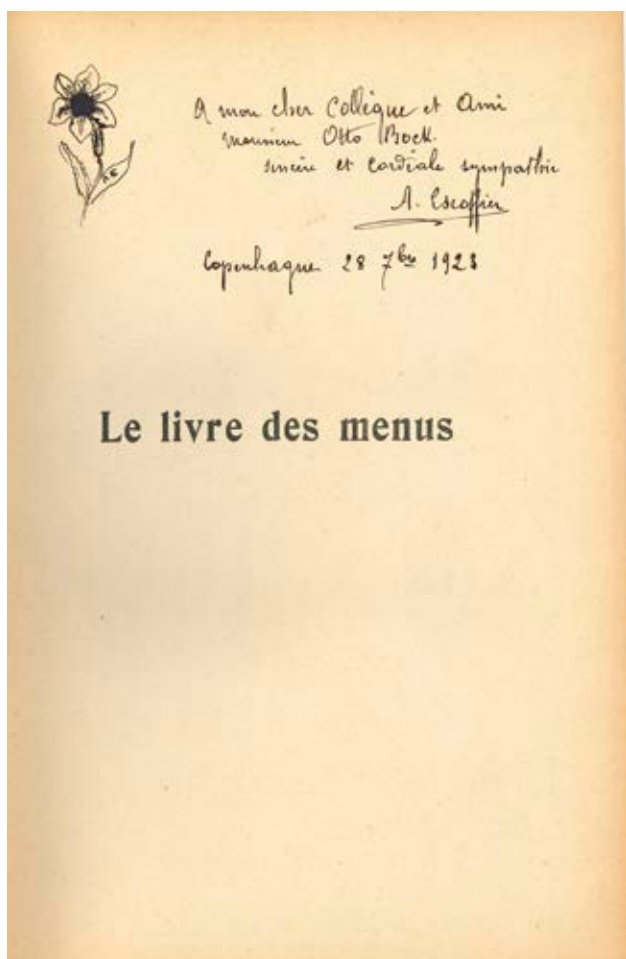 A mon cher Collègue et Ami
Monsieur Otto Bock.
sincère et cordiale sympathie
A. Escoffier
Copenhague 28 7bre 1923
Le livre des menus